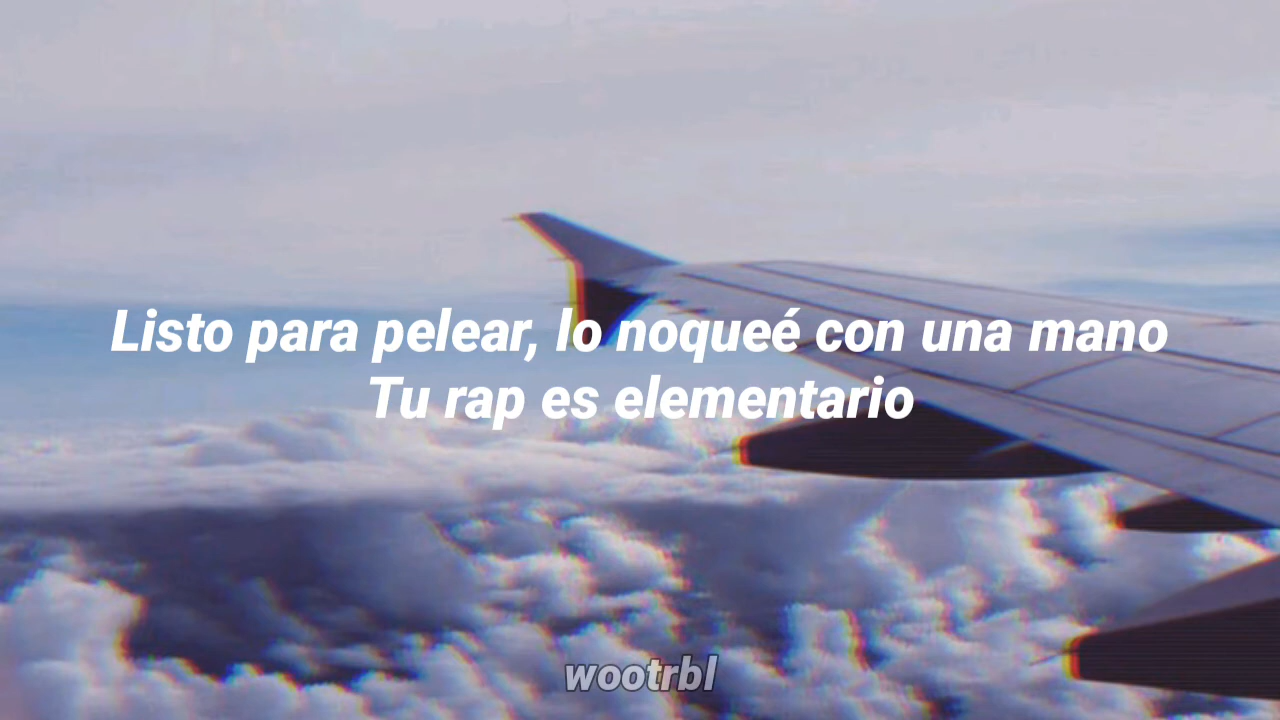 Listo para pelear, lo noqueé con una mano
Tu rap es elementario
wootrbl